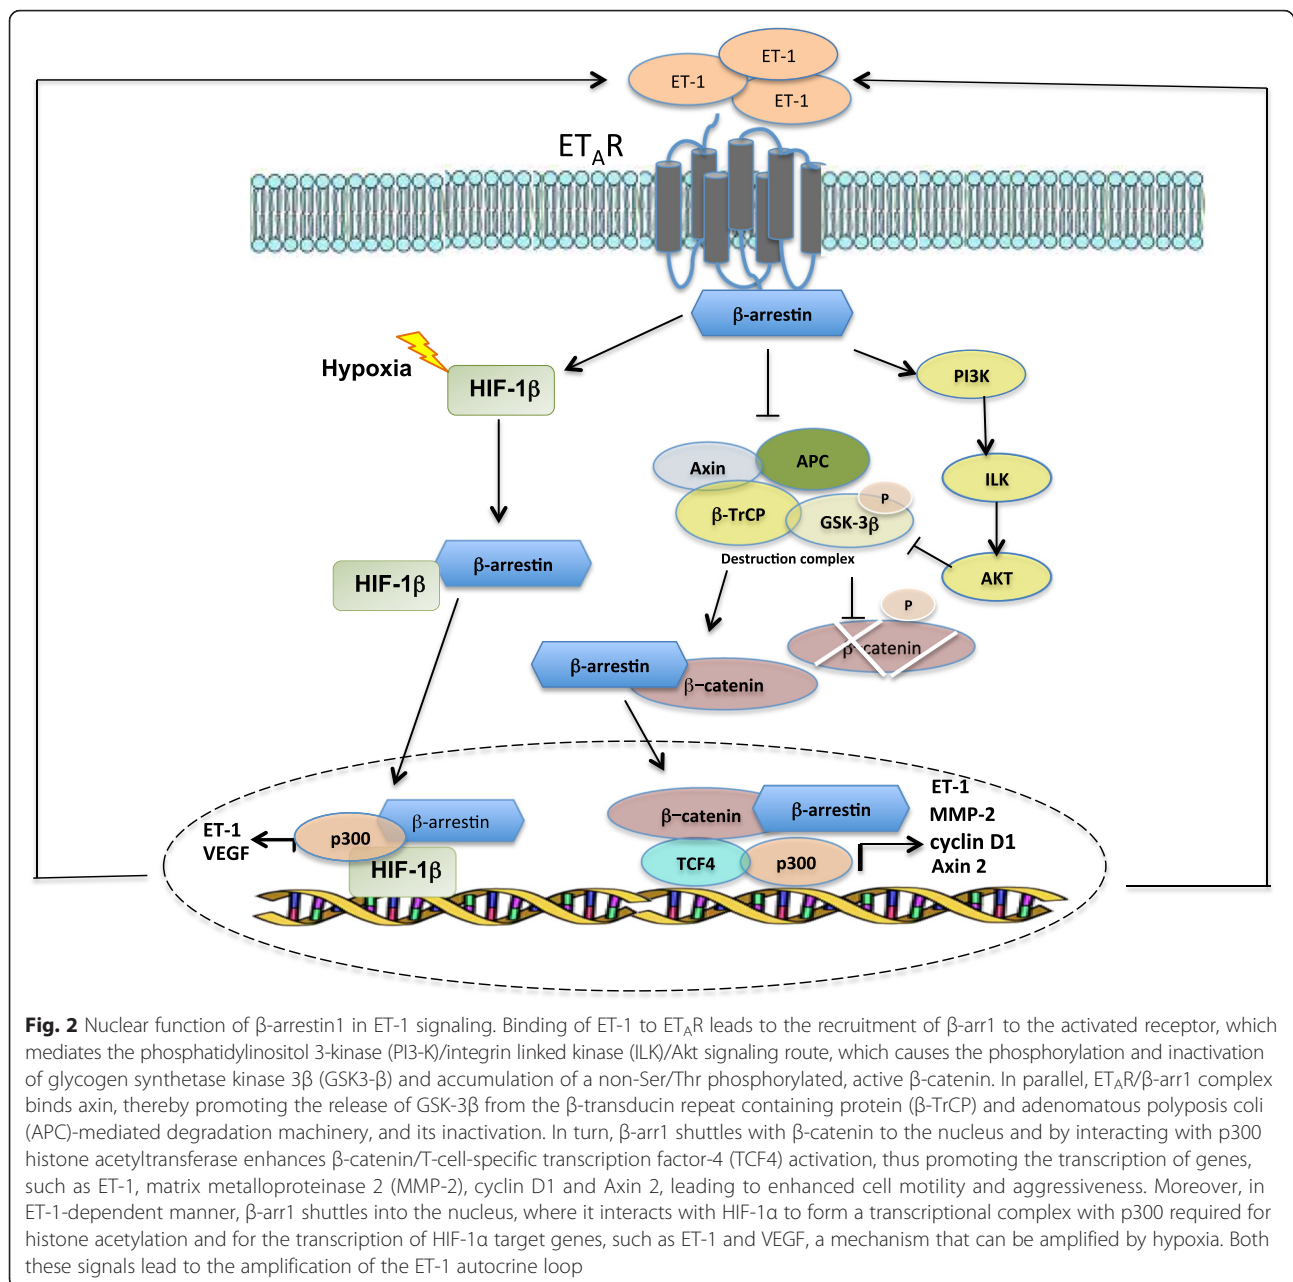 ET-1
ET-1
ET-1
ETAR
β-arrestin
Hypoxia
HIF-1β
PI3K
Axin
APC
ILK
β-TrCP
GSK-3β
P
Destruction complex
AKT
β-arrestin
HIF-1β
P
β-catenin
β-arrestin
β-catenin
ET-1
VEGF
p300
β-arrestin
HIF-1β
β-catenin
β-arrestin
TCF4
p300
ET-1
MMP-2
cyclin D1
Axin 2
Fig. 2 Nuclear function of β-arrestin1 in ET-1 signaling. Binding of ET-1 to ETAR leads to the recruitment of β-arr1 to the activated receptor, which
mediates the phosphatidylinositol 3-kinase (PI3-K)/integrin linked kinase (ILK)/Akt signaling route, which causes the phosphorylation and inactivation
of glycogen synthetase kinase 3β (GSK3-β) and accumulation of a non-Ser/Thr phosphorylated, active β-catenin. In parallel, ETAR/β-arr1 complex
binds axin, thereby promoting the release of GSK-3β from the β-transducin repeat containing protein (β-TrCP) and adenomatous polyposis coli
(APC)-mediated degradation machinery, and its inactivation. In turn, β-arr1 shuttles with β-catenin to the nucleus and by interacting with p300
histone acetyltransferase enhances β-catenin/T-cell-specific transcription factor-4 (TCF4) activation, thus promoting the transcription of genes,
such as ET-1, matrix metalloproteinase 2 (MMP-2), cyclin D1 and Axin 2, leading to enhanced cell motility and aggressiveness. Moreover, in
ET-1-dependent manner, β-arr1 shuttles into the nucleus, where it interacts with HIF-1α to form a transcriptional complex with p300 required for
histone acetylation and for the transcription of HIF-1α target genes, such as ET-1 and VEGF, a mechanism that can be amplified by hypoxia. Both
these signals lead to the amplification of the ET-1 autocrine loop